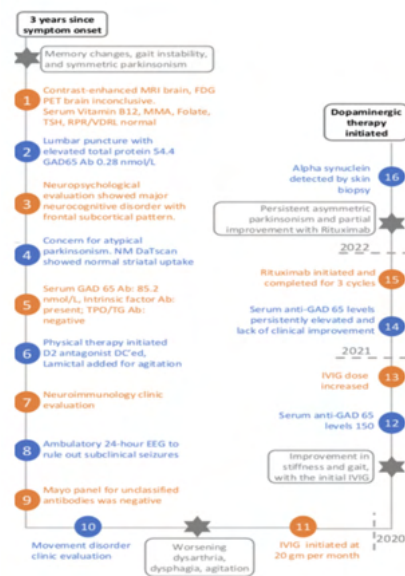 3 years since
symptom onset
Memory changes, gait instability,
and symmetric parkinsonism
1
Contrast-enhanced MRI brain, FDG
PET brain inconclusive.
Serum Vitamin B12, MMA, Folate,
TSH, RPR/VDRL normal
2
Lumbar puncture with
elevated total protein 54.4
GAD65 Ab 0.28 nmol/L
3
Neuropsychological
evaluation showed major
neurocognitive disorder with
frontal subcortical pattern.
4
Concern for atypical
parkinsonism. NM DaTscan
showed normal striatal uptake
5
Serum GAD 65 Ab: 85.2
nmol/L, Intrinsic factor Ab:
present; TPO/TG Ab:
negative
6
Physical therapy initiated
D2 antagonist DC'ed,
Lamictal added for agitation
7
Neuroimmunology clinic
evaluation
8
Ambulatory 24-hour EEG to
rule out subclinical seizures
9
Mayo panel for unclassified
antibodies was negative
10
Movement disorder
clinic evaluation
Worsening
dysarthria,
dysphagia, agitation
11
IVIG initiated at
20 gm per month
2020
Improvement in
stiffness and gait,
with the initial IVIG
Serum anti-GAD 65
levels 150
12
IVIG dose
increased
13
2021
Serum anti-GAD 65 levels
persistently elevated and
lack of clinical improvement
14
Rituximab initiated and
completed for 3 cycles
15
2022
Persistent asymmetric
parkinsonism and partial
improvement with Rituximab
Alpha synuclein
detected by skin
biopsy
16
Dopaminergic
therapy
initiated